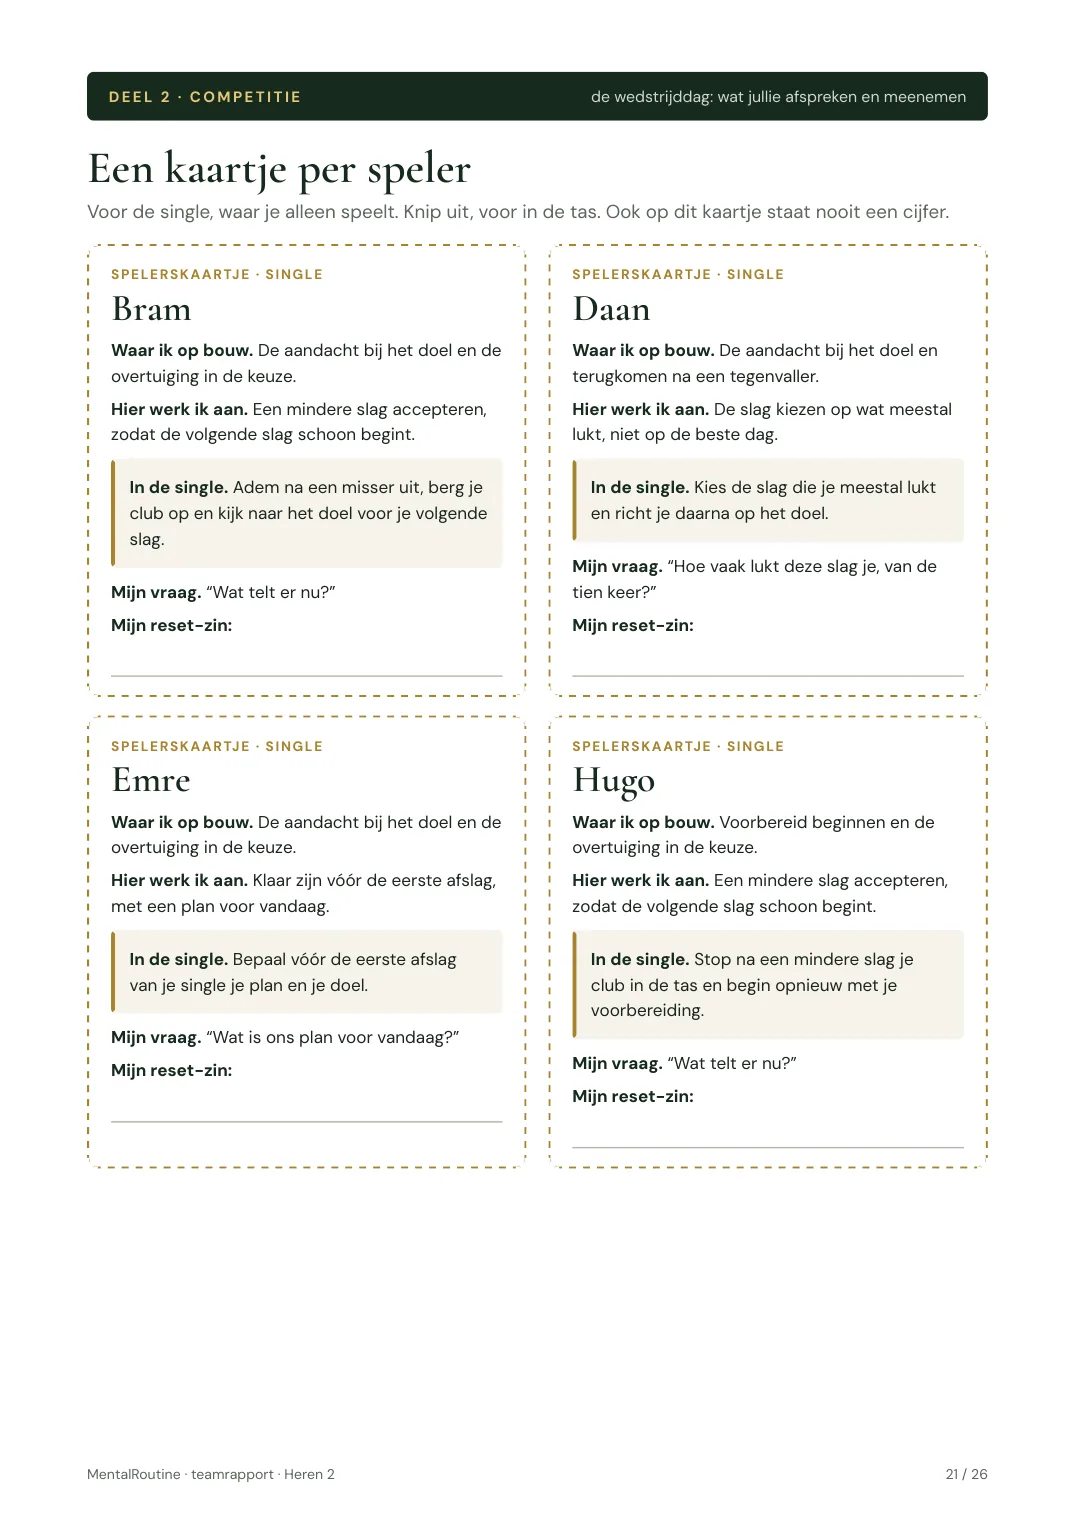 DEEL 2 · COMPETITIE
de wedstrijddag: wat jullie afspreken en meenemen
Een kaartje per speler
Voor de single, waar je alleen speelt. Knip uit, voor in de tas. Ook op dit kaartje staat nooit een cijfer.
SPELERSKAARTJE · SINGLE
Bram
Waar ik op bouw. De aandacht bij het doel en de
overtuiging in de keuze.
Hier werk ik aan. Een mindere slag accepteren,
zodat de volgende slag schoon begint.
In de single. Adem na een misser uit, berg je
club op en kijk naar het doel voor je volgende
slag.
Mijn vraag. “Wat telt er nu?”
Mijn reset-zin:
SPELERSKAARTJE · SINGLE
Daan
Waar ik op bouw. De aandacht bij het doel en
terugkomen na een tegenvaller.
Hier werk ik aan. De slag kiezen op wat meestal
lukt, niet op de beste dag.
In de single. Kies de slag die je meestal lukt
en richt je daarna op het doel.
Mijn vraag. “Hoe vaak lukt deze slag je, van de
tien keer?”
Mijn reset-zin:
SPELERSKAARTJE · SINGLE
Emre
Waar ik op bouw. De aandacht bij het doel en de
overtuiging in de keuze.
Hier werk ik aan. Klaar zijn vóór de eerste afslag,
met een plan voor vandaag.
In de single. Bepaal vóór de eerste afslag
van je single je plan en je doel.
Mijn vraag. “Wat is ons plan voor vandaag?”
Mijn reset-zin:
SPELERSKAARTJE · SINGLE
Hugo
Waar ik op bouw. Voorbereid beginnen en de
overtuiging in de keuze.
Hier werk ik aan. Een mindere slag accepteren,
zodat de volgende slag schoon begint.
In de single. Stop na een mindere slag je
club in de tas en begin opnieuw met je
voorbereiding.
Mijn vraag. “Wat telt er nu?”
Mijn reset-zin:
MentalRoutine · teamrapport · Heren 2
21 / 26